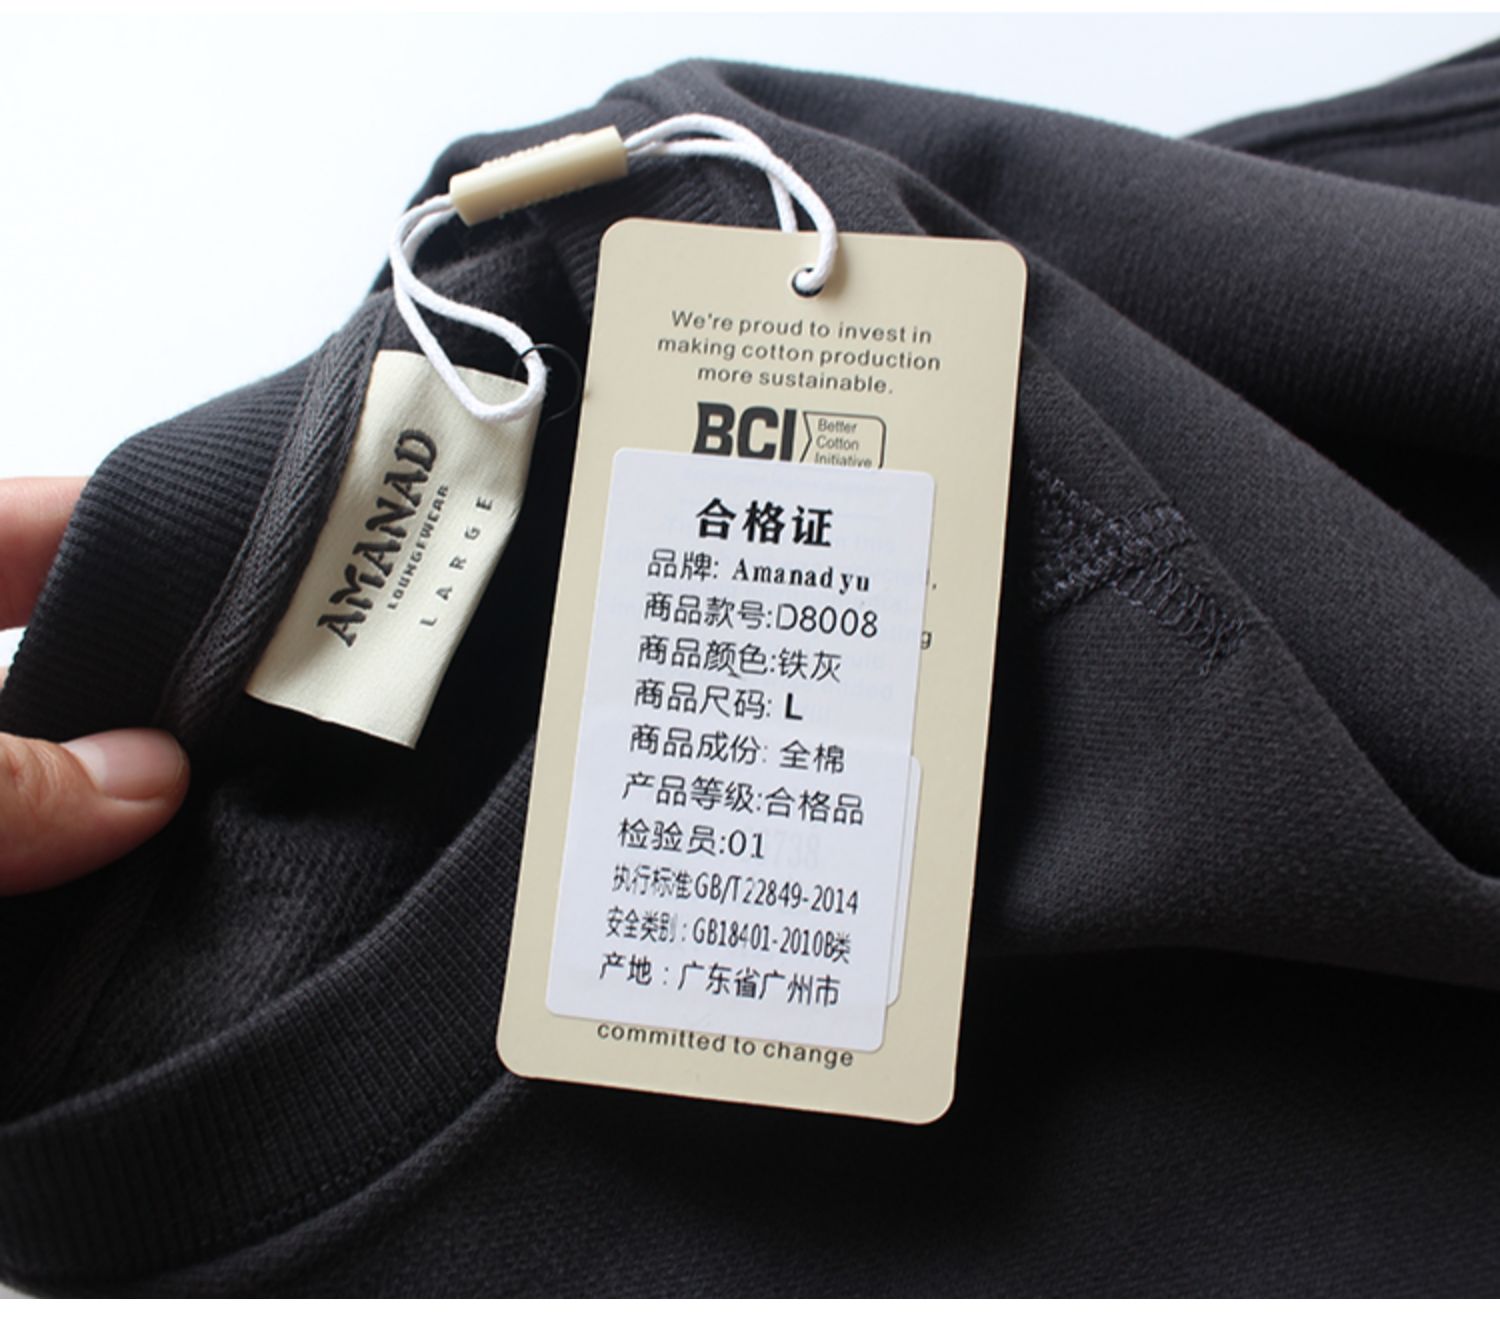 We're proud to invest in
making cotton production
more sustainable.
BCI
Better
Cotton
Initiative
合格证
品牌: Amanadyu
商品款号:D8008
商品颜色:铁灰
商品尺码: L
商品成份: 全棉
产品等级:合格品
检验员:01
执行标准GB/T22849-2014
安全类别:GB18401-2010B类
产地:广东省广州市
committed to change
AMANAD
LOUNGEWEAR
LARGE